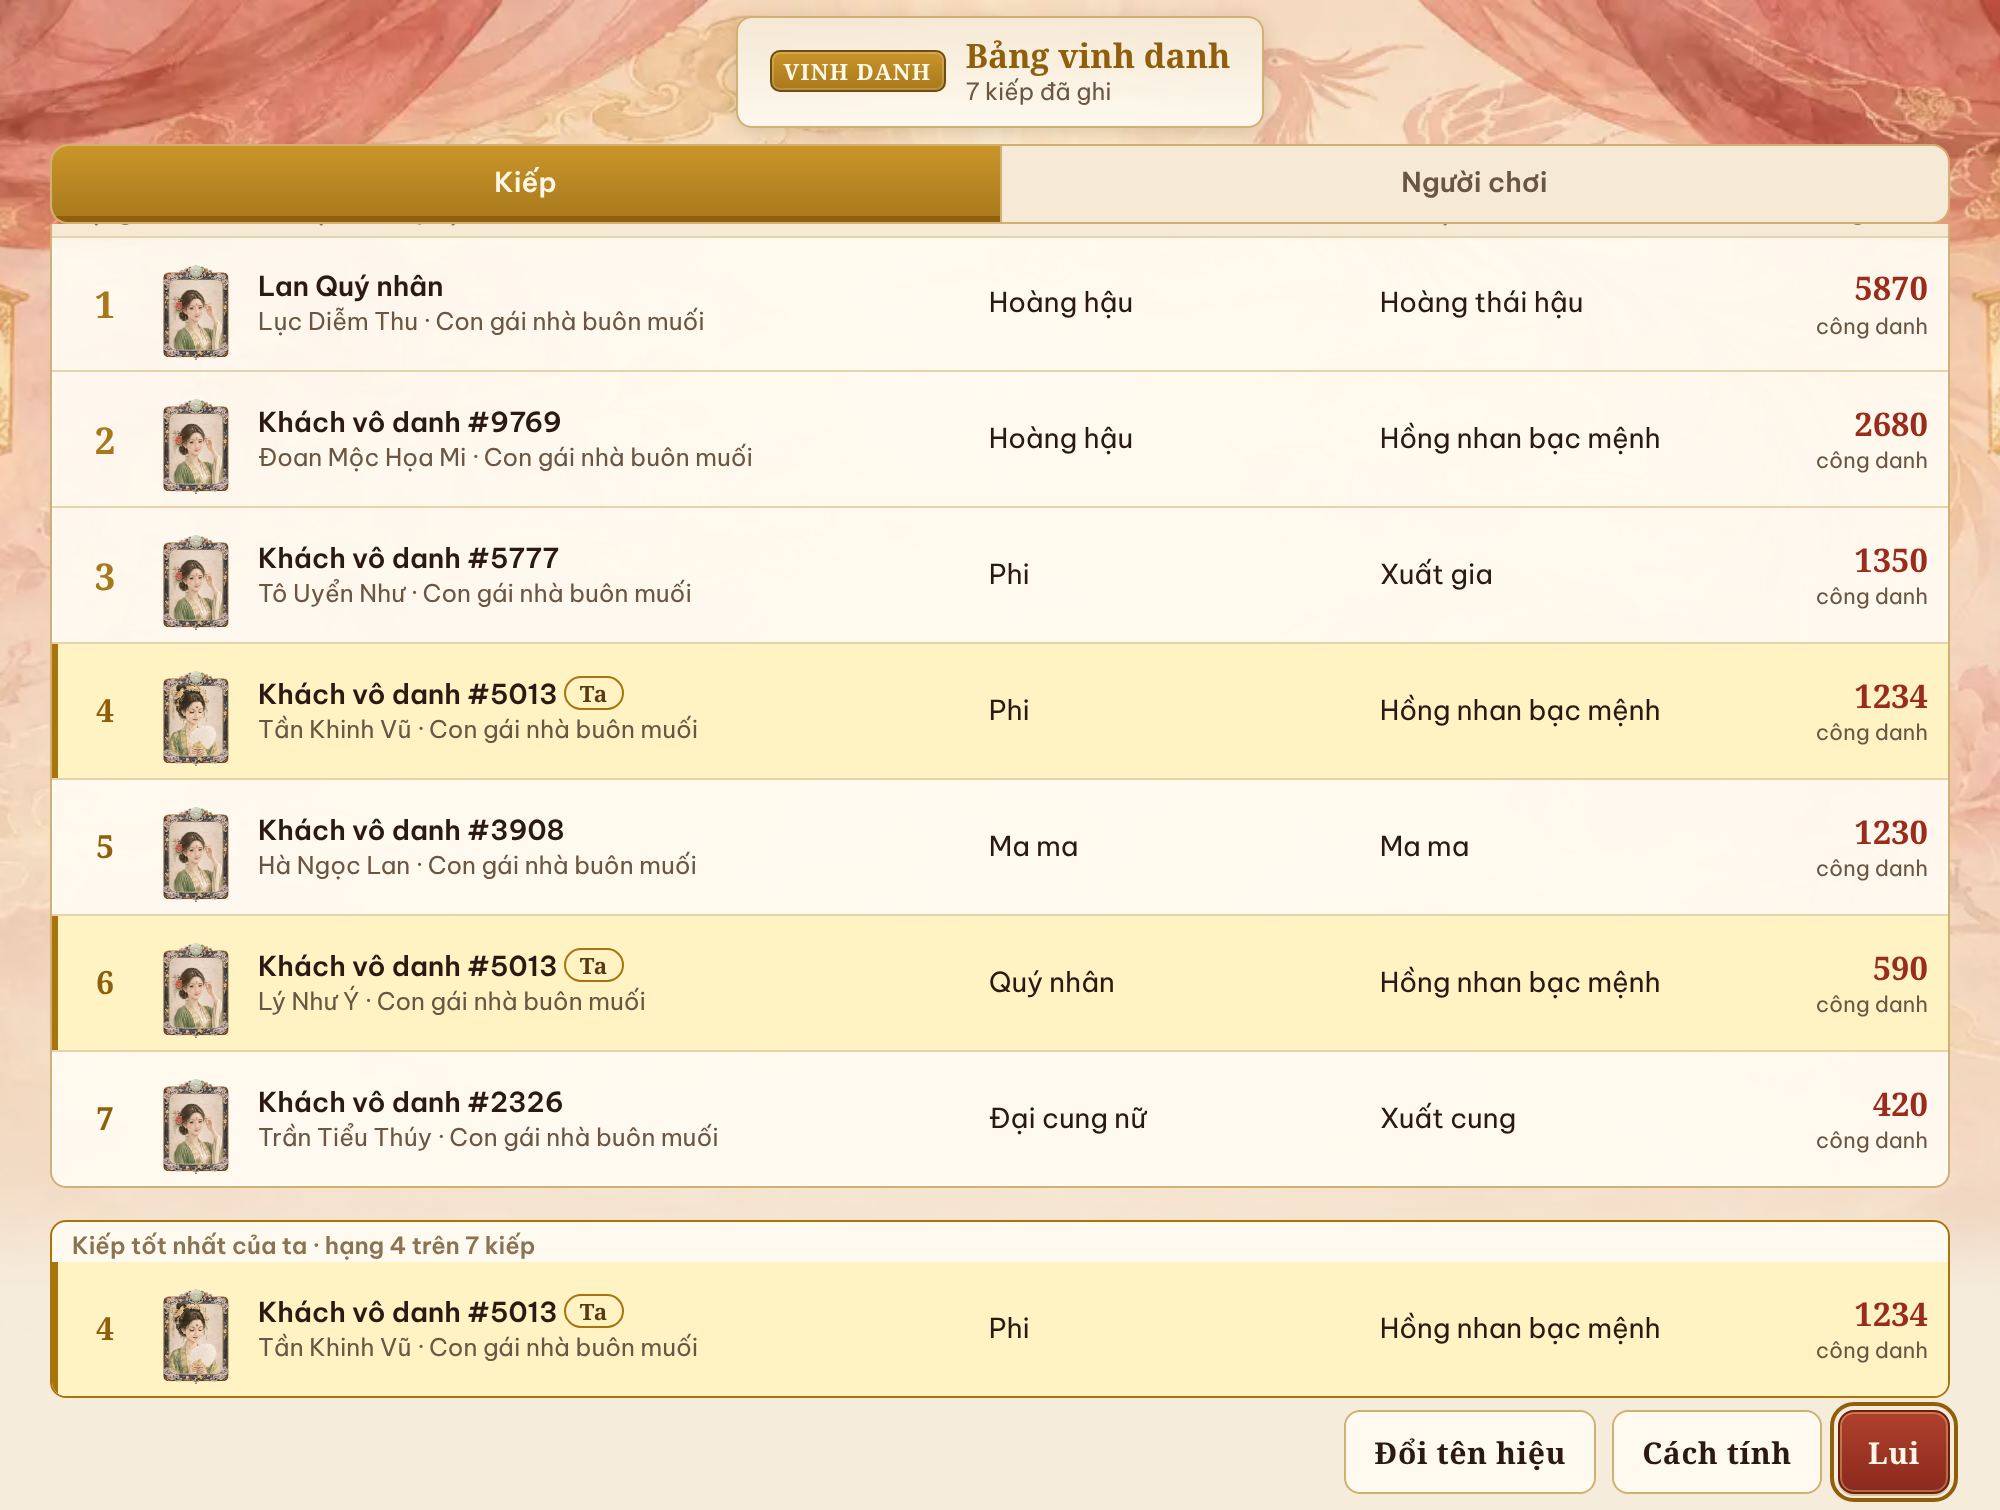 VINH DANH
Bảng vinh danh
7 kiếp đã ghi
Kiếp
Người chơi
1
Lan Quý nhân
Lục Diễm Thu · Con gái nhà buôn muối
Hoàng hậu
Hoàng thái hậu
5870
công danh
2
Khách vô danh #9769
Đoan Mộc Họa Mi · Con gái nhà buôn muối
Hoàng hậu
Hồng nhan bạc mệnh
2680
công danh
3
Khách vô danh #5777
Tô Uyển Như · Con gái nhà buôn muối
Phi
Xuất gia
1350
công danh
4
Khách vô danh #5013 Ta
Tần Khinh Vũ · Con gái nhà buôn muối
Phi
Hồng nhan bạc mệnh
1234
công danh
5
Khách vô danh #3908
Hà Ngọc Lan · Con gái nhà buôn muối
Ma ma
Ma ma
1230
công danh
6
Khách vô danh #5013 Ta
Lý Như Ý · Con gái nhà buôn muối
Quý nhân
Hồng nhan bạc mệnh
590
công danh
7
Khách vô danh #2326
Trần Tiểu Thúy · Con gái nhà buôn muối
Đại cung nữ
Xuất cung
420
công danh
Kiếp tốt nhất của ta · hạng 4 trên 7 kiếp
4
Khách vô danh #5013 Ta
Tần Khinh Vũ · Con gái nhà buôn muối
Phi
Hồng nhan bạc mệnh
1234
công danh
Đổi tên hiệu
Cách tính
Lui